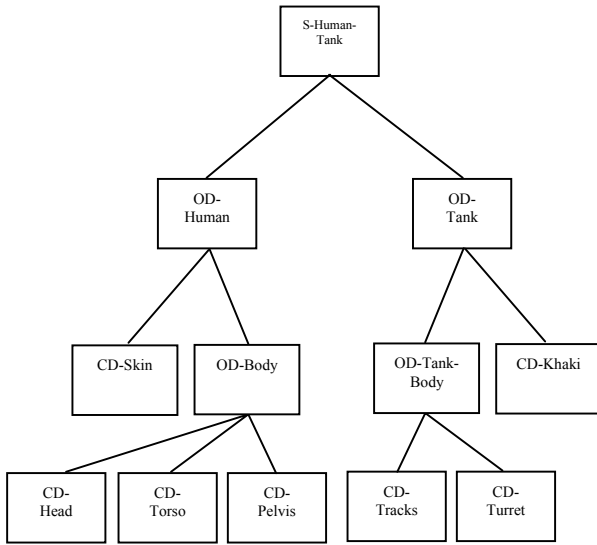 S-Human-
Tank
OD-
Human
OD-
Tank
CD-Skin
OD-Body
OD-Tank-
Body
CD-Khaki
CD-
Head
CD-
Torso
CD-
Pelvis
CD-
Tracks
CD-
Turret